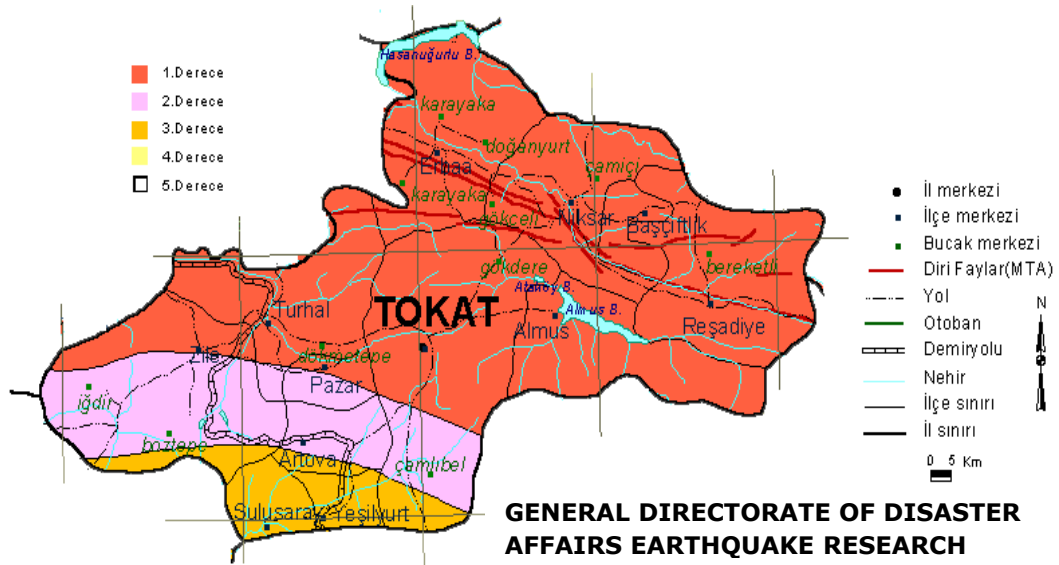 Hasanuğurlu B.
1.Derece
2.Derece
3.Derece
4.Derece
5.Derece
karayaka
doğanyurt
Erbaa
çamiçi
karayaka
gökçeli
Niksar
Başçiftlik
gökdere
bereketli
Ataköy B.
Almus B.
Turhal
TOKAT
Almus
Reşadiye
Zile
dökmetepe
Pazar
iğdir
boztepe
Artova
çamlıbel
Sulusaray
Yeşilyurt
İl merkezi
İlçe merkezi
Bucak merkezi
Diri Faylar(MTA)
Yol
Otoban
Demiryolu
Nehir
İlçe sınırı
İl sınırı
N
0 5 Km
GENERAL DIRECTORATE OF DISASTER
AFFAIRS EARTHQUAKE RESEARCH